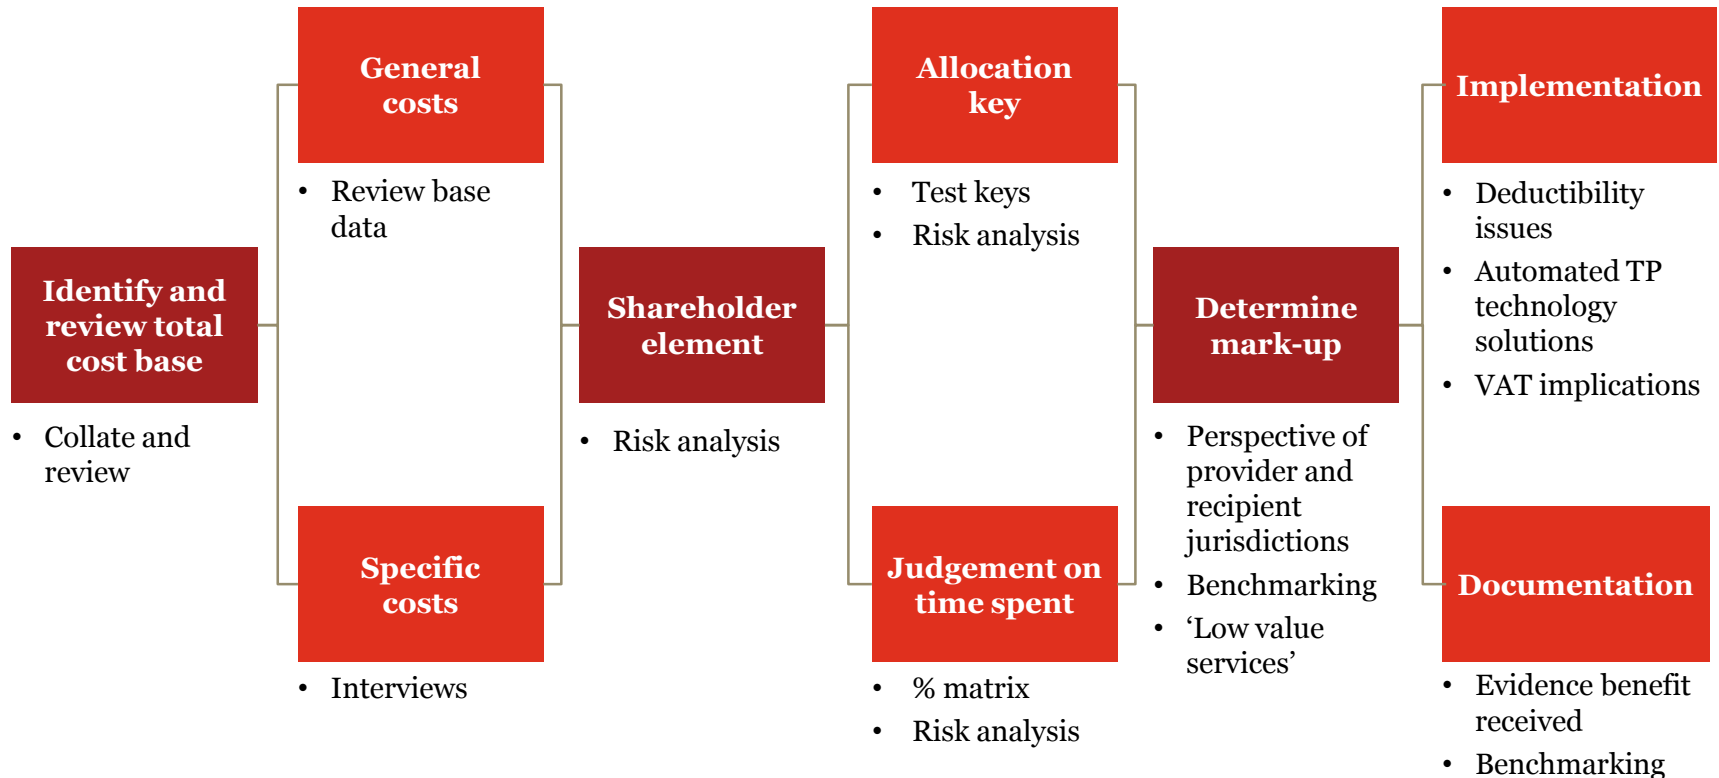 General
costs
• Review base
data
Identify and
review total
cost base
• Collate and
review
Specific
costs
• Interviews
Shareholder
element
• Risk analysis
Allocation
key
• Test keys
• Risk analysis
Judgement on
time spent
• % matrix
• Risk analysis
Determine
mark-up
• Perspective of
provider and
recipient
jurisdictions
• Benchmarking
• ‘Low value
services’
Implementation
• Deductibility
issues
• Automated TP
technology
solutions
• VAT implications
Documentation
• Evidence benefit
received
• Benchmarking